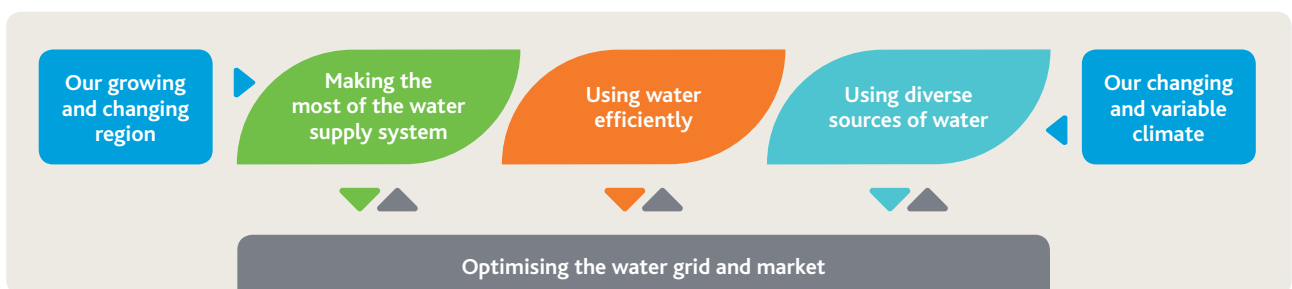 Our growing
and changing
region
Making the
most of the water
supply system
Using water
efficiently
Using diverse
sources of water
Our changing
and variable
climate
Optimising the water grid and market